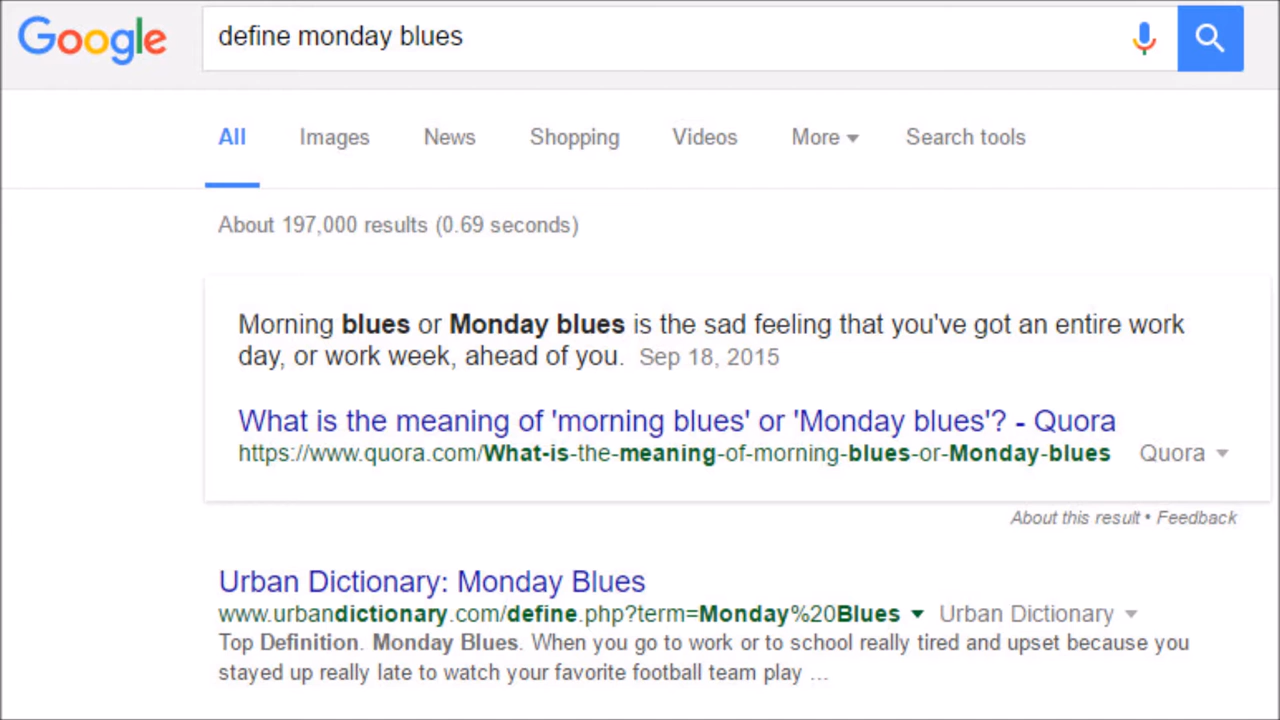 Google
define monday blues
All Images News Shopping Videos More Search tools
About 197,000 results (0.69 seconds)
Morning blues or Monday blues is the sad feeling that you've got an entire work
day, or work week, ahead of you. Sep 18, 2015
What is the meaning of 'morning blues' or 'Monday blues'? - Quora
https://www.quora.com/What-is-the-meaning-of-morning-blues-or-Monday-blues Quora
About this result • Feedback
Urban Dictionary: Monday Blues
www.urbandictionary.com/define.php?term=Monday%20Blues Urban Dictionary
Top Definition. Monday Blues. When you go to work or to school really tired and upset because you
stayed up really late to watch your favorite football team play ...